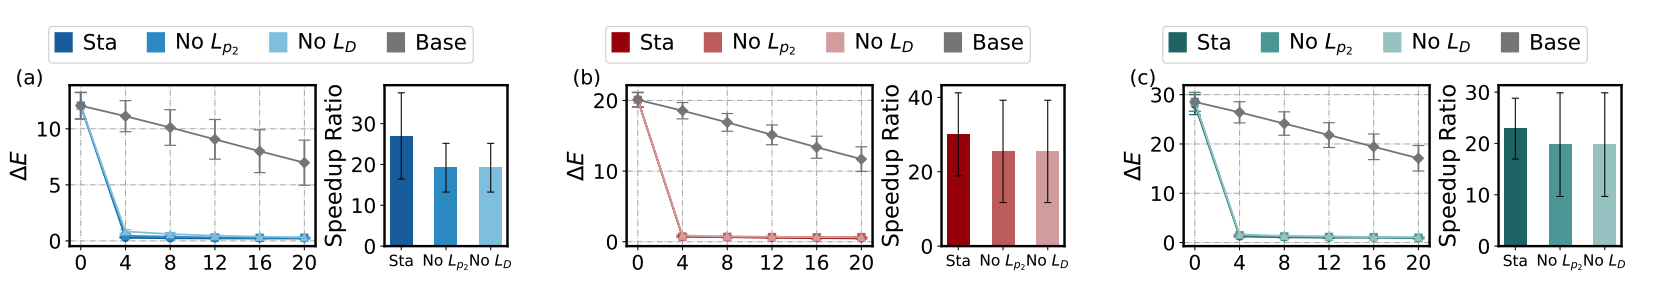 Sta No L_{p_2} No L_D Base
(a)
ΔE
10
5
0
0 4 8 12 16 20
Speedup Ratio
30
20
10
0
Sta No L_{p_2} No L_D
Sta No L_{p_2} No L_D Base
(b)
ΔE
20
10
0
0 4 8 12 16 20
Speedup Ratio
40
20
0
Sta No L_{p_2} No L_D
Sta No L_{p_2} No L_D Base
(c)
ΔE
30
20
10
0
0 4 8 12 16 20
Speedup Ratio
30
20
10
0
Sta No L_{p_2} No L_D